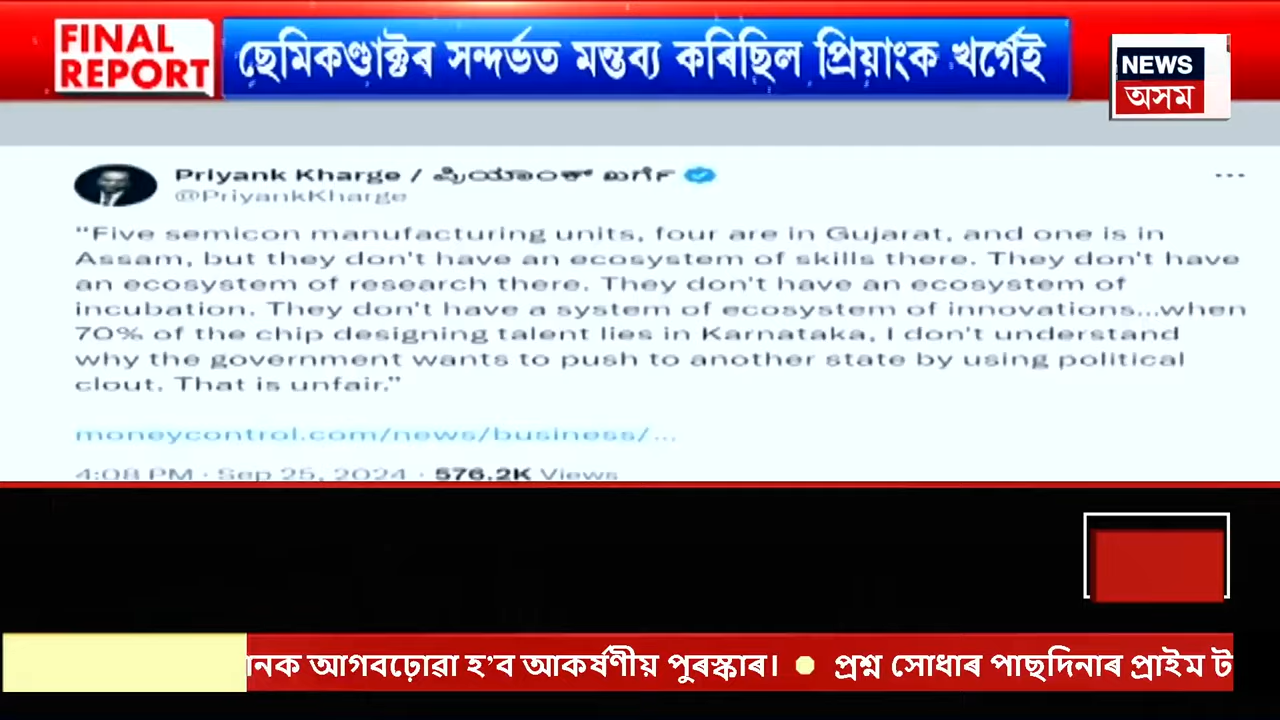 FINAL
REPORT
ছেমিকণ্ডাক্টৰ সন্দৰ্ভত মন্তব্য কৰিছিল প্ৰিয়াংক খৰ্গেই
NEWS
অসম
Priyank Kharge / ಪ್ರಿಯಾಂಕ್ ಖರ್ಗೆ
@PriyankKharge
"Five semicon manufacturing units, four are in Gujarat, and one is in
Assam, but they don't have an ecosystem of skills there. They don't have
an ecosystem of research there. They don't have an ecosystem of
incubation. They don't have a system of ecosystem of innovations...when
70% of the chip designing talent lies in Karnataka, I don't understand
why the government wants to push to another state by using political
clout. That is unfair."
moneycontrol.com/news/business/...
4:08 PM · Sep 25, 2024 · 576.2K Views
নক আগবঢ়োৱা হ'ব আকৰ্ষণীয় পুৰস্কাৰ। ● প্ৰশ্ন সোধাৰ পাছদিনাৰ প্ৰাইম ট